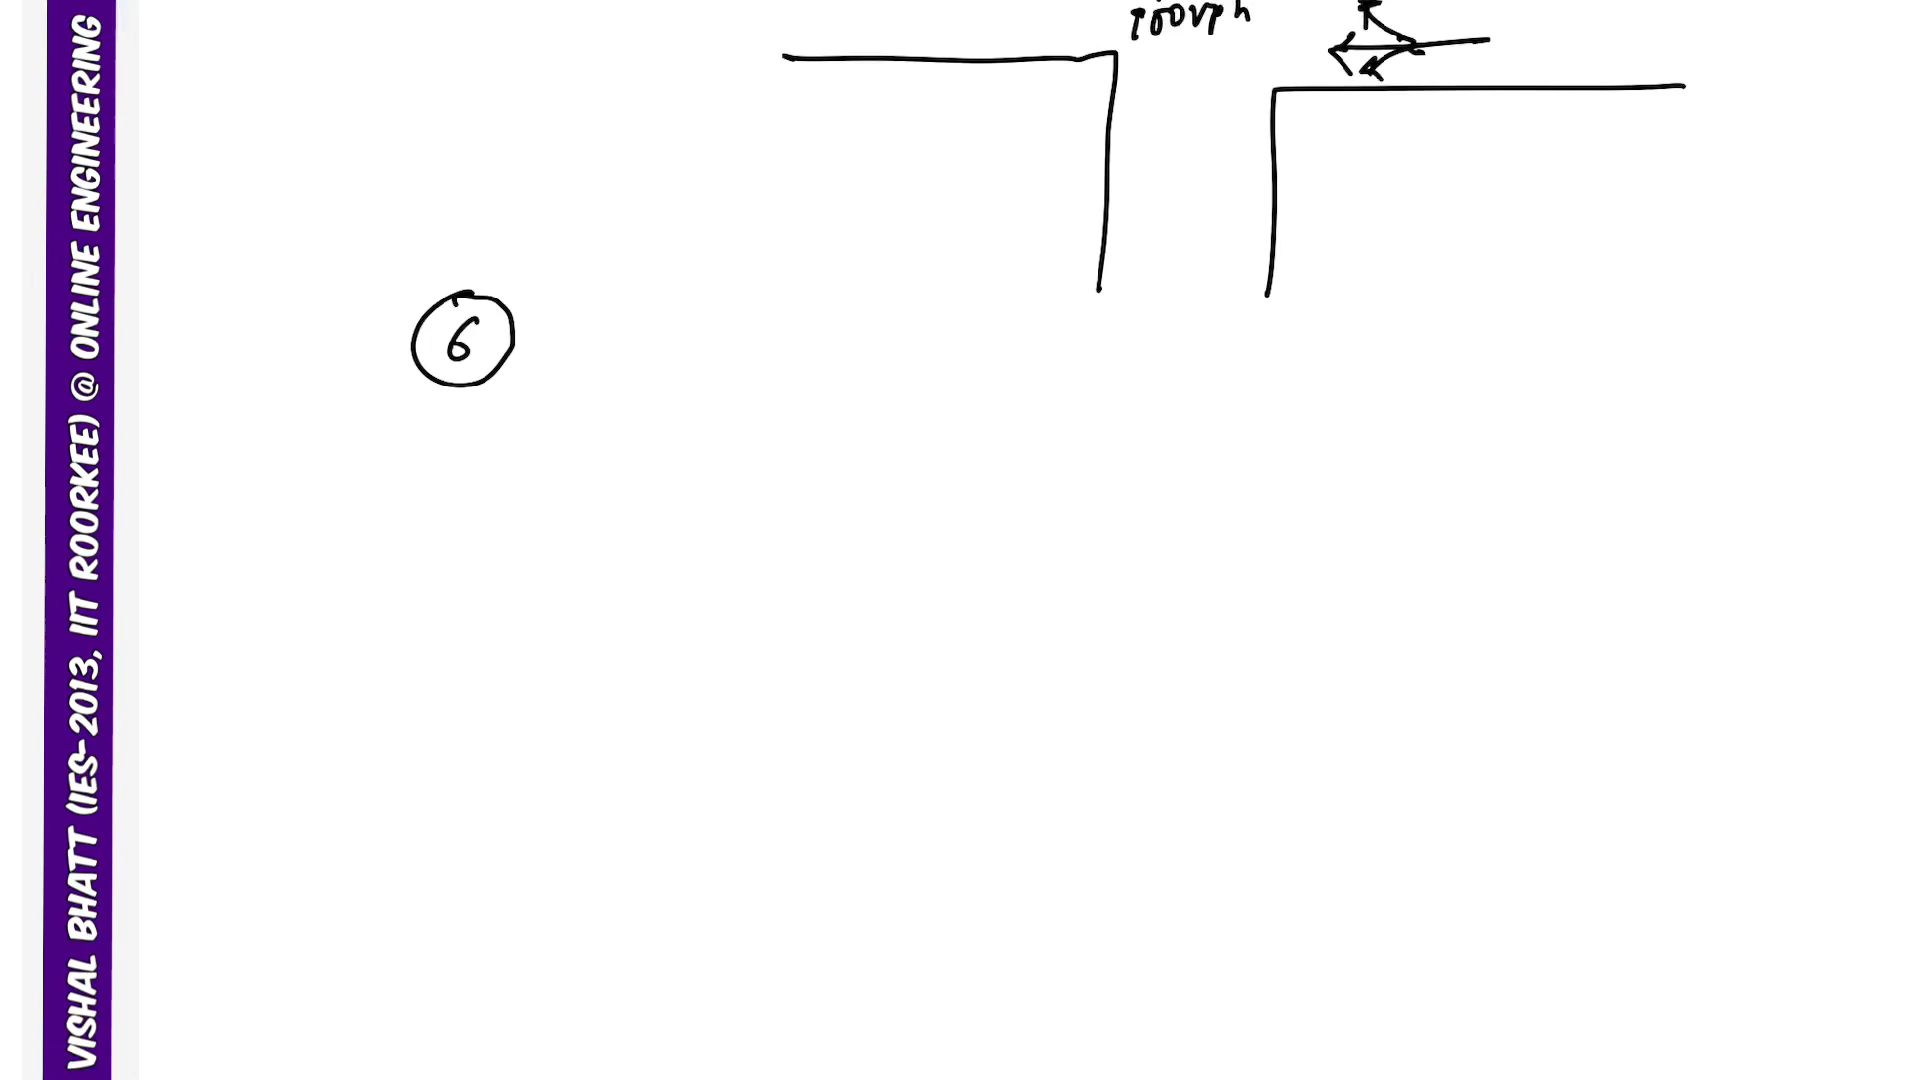 VISHAL BHATT (IES-2013, IIT ROORKEE) @ ONLINE ENGINEERING
6